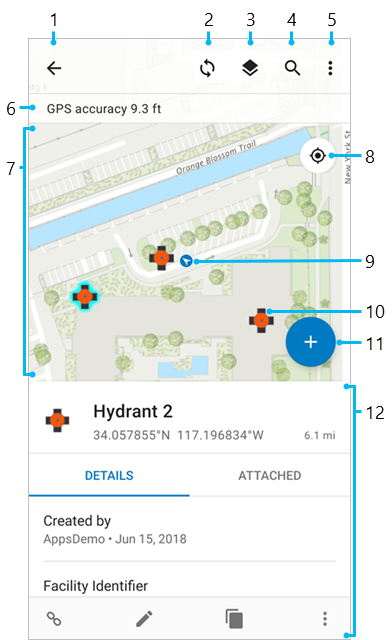 1
2
3
4
5
6
GPS accuracy 9.3 ft
7
Orange Blossom Trail
New York St
8
9
10
11
12
Hydrant 2
34.057855°N 117.196834°W
6.1 mi
DETAILS
ATTACHED
Created by
AppsDemo • Jun 15, 2018
Facility Identifier